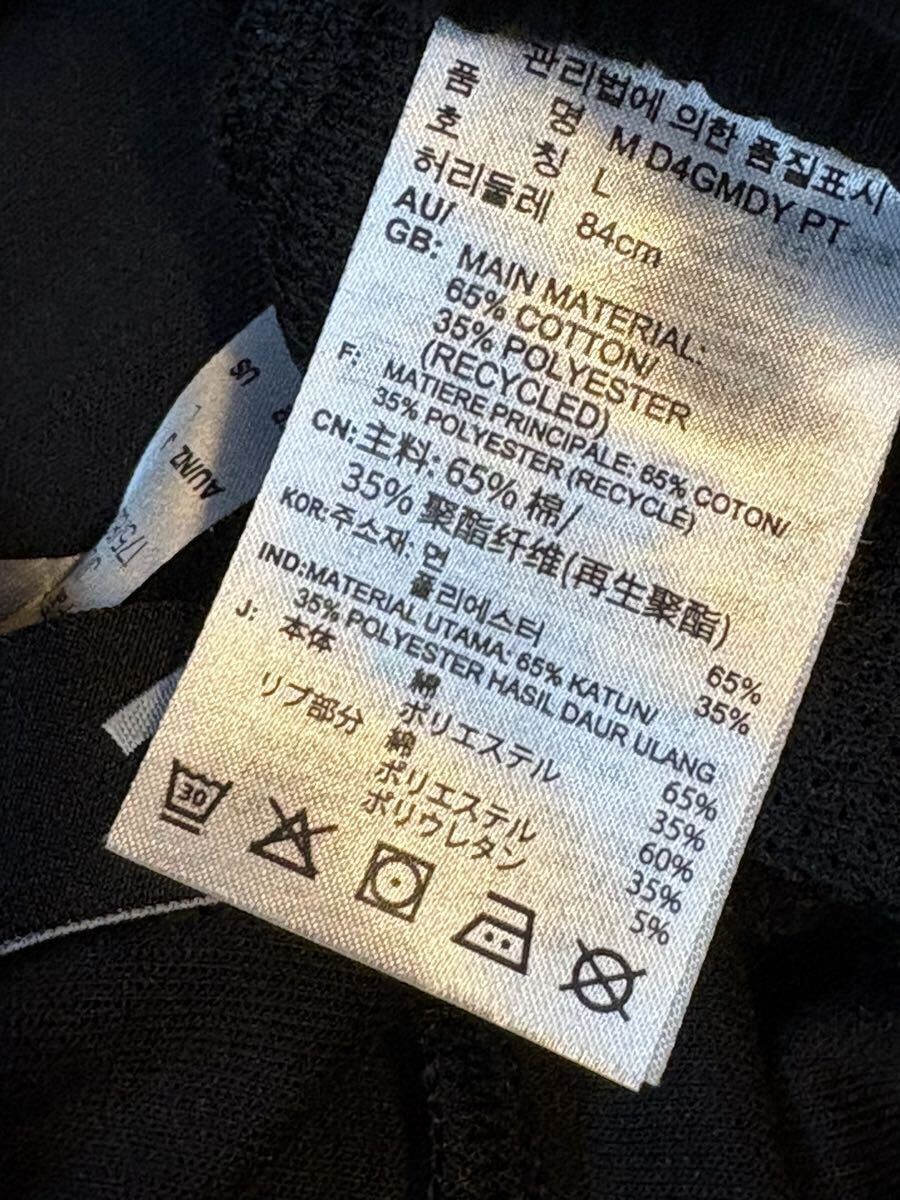 관리법에 의한 품질표시
품 명 M D4GMDY PT
호 칭 L
허리둘레 84cm
AU/
GB: MAIN MATERIAL:
65% COTTON/
35% POLYESTER
(RECYCLED)
F: MATIERE PRINCIPALE: 65% COTON/
35% POLYESTER (RECYCLÉ)
CN: 主料: 65% 棉/
35% 聚酯纤维(再生聚酯)
KOR: 주소재: 면 65%
폴리에스터 35%
IND:MATERIAL UTAMA: 65% KATUN/
35% POLYESTER HASIL DAUR ULANG
J: 本体 綿 65%
ポリエステル 35%
リブ部分 綿 60%
ポリエステル 35%
ポリウレタン 5%
30
US
AU/NZ